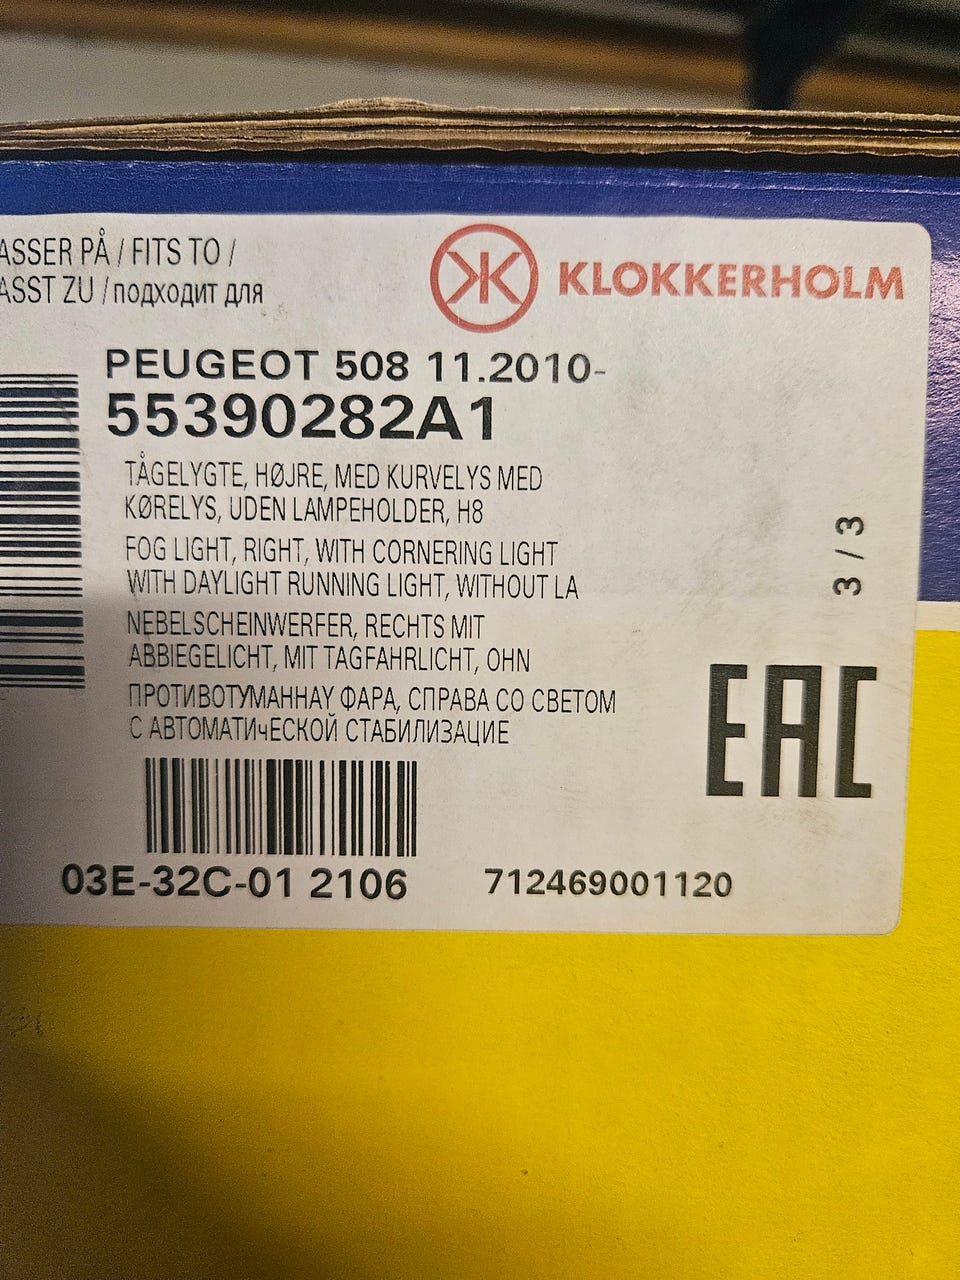 ASSER PÅ / FITS TO /
ASST ZU / подходит для
KLOKKERHOLM
PEUGEOT 508 11.2010-
55390282A1
TÅGELYGTE, HØJRE, MED KURVELYS MED
KØRELYS, UDEN LAMPEHOLDER, H8
FOG LIGHT, RIGHT, WITH CORNERING LIGHT
WITH DAYLIGHT RUNNING LIGHT, WITHOUT LA
NEBELSCHEINWERFER, RECHTS MIT
ABBIEGELICHT, MIT TAGFAHRLICHT, OHN
ПРОТИВОТУМАННАУ ФАРА, СПРАВА СО СВЕТОМ
С АВТОМАТИчЕСКОЙ СТАБИЛИЗАЦИЕ
3 / 3
EAC
03E-32C-01 2106
712469001120